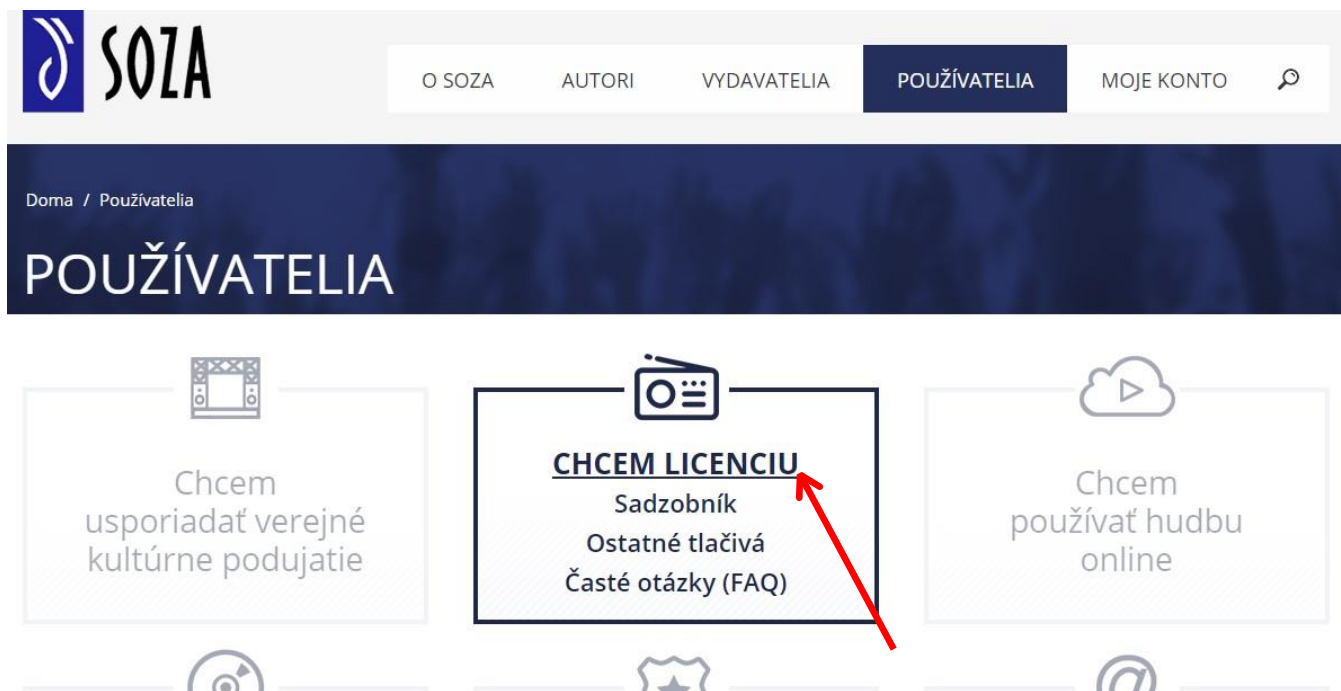 SOZA
O SOZA AUTORI VYDAVATELIA POUŽÍVATELIA MOJE KONTO
Doma / Používatelia
POUŽÍVATELIA
Chcem
usporiadať verejné
kultúrne podujatie
CHCEM LICENCIU
Sadzobník
Ostatné tlačivá
Časté otázky (FAQ)
Chcem
používať hudbu
online